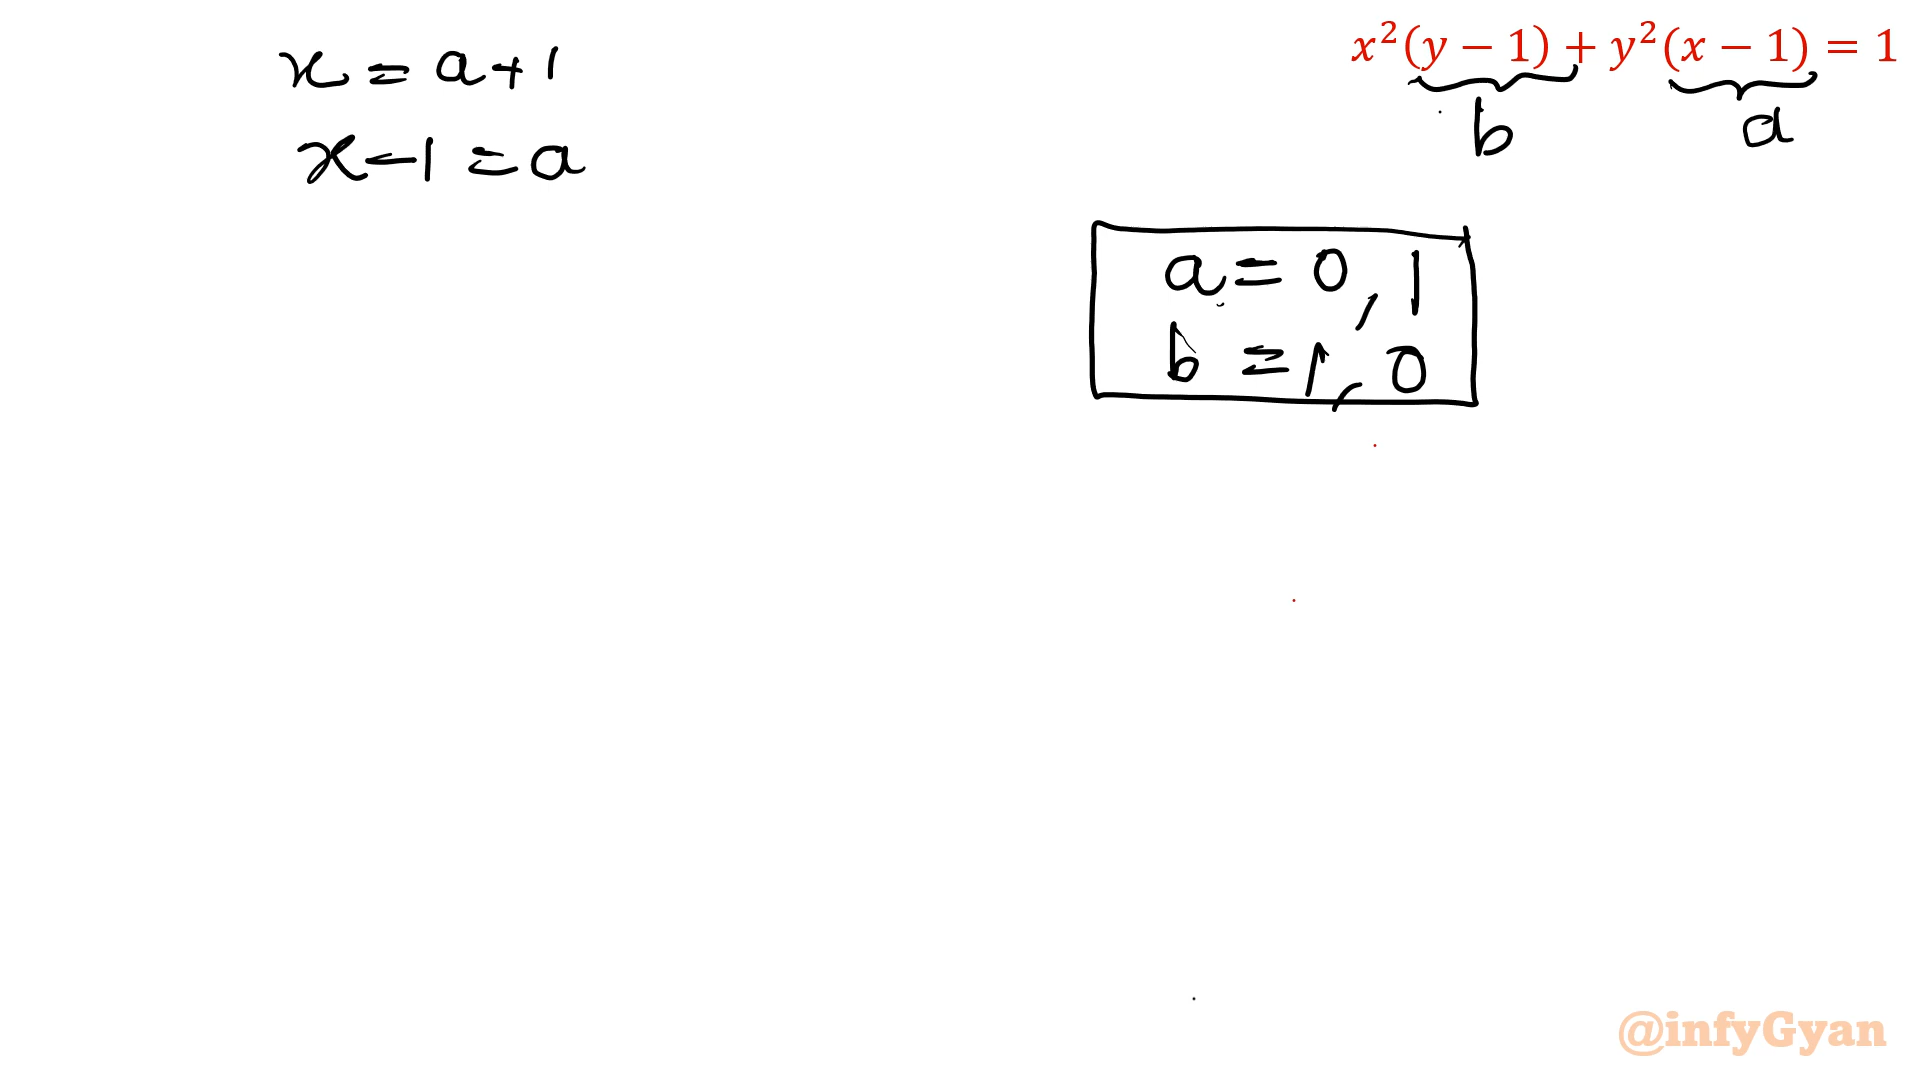 x = a + 1
x²(y − 1) + y²(x − 1) = 1
b a
x − 1 = a
a = 0, 1
b = 1, 0
@infyGyan